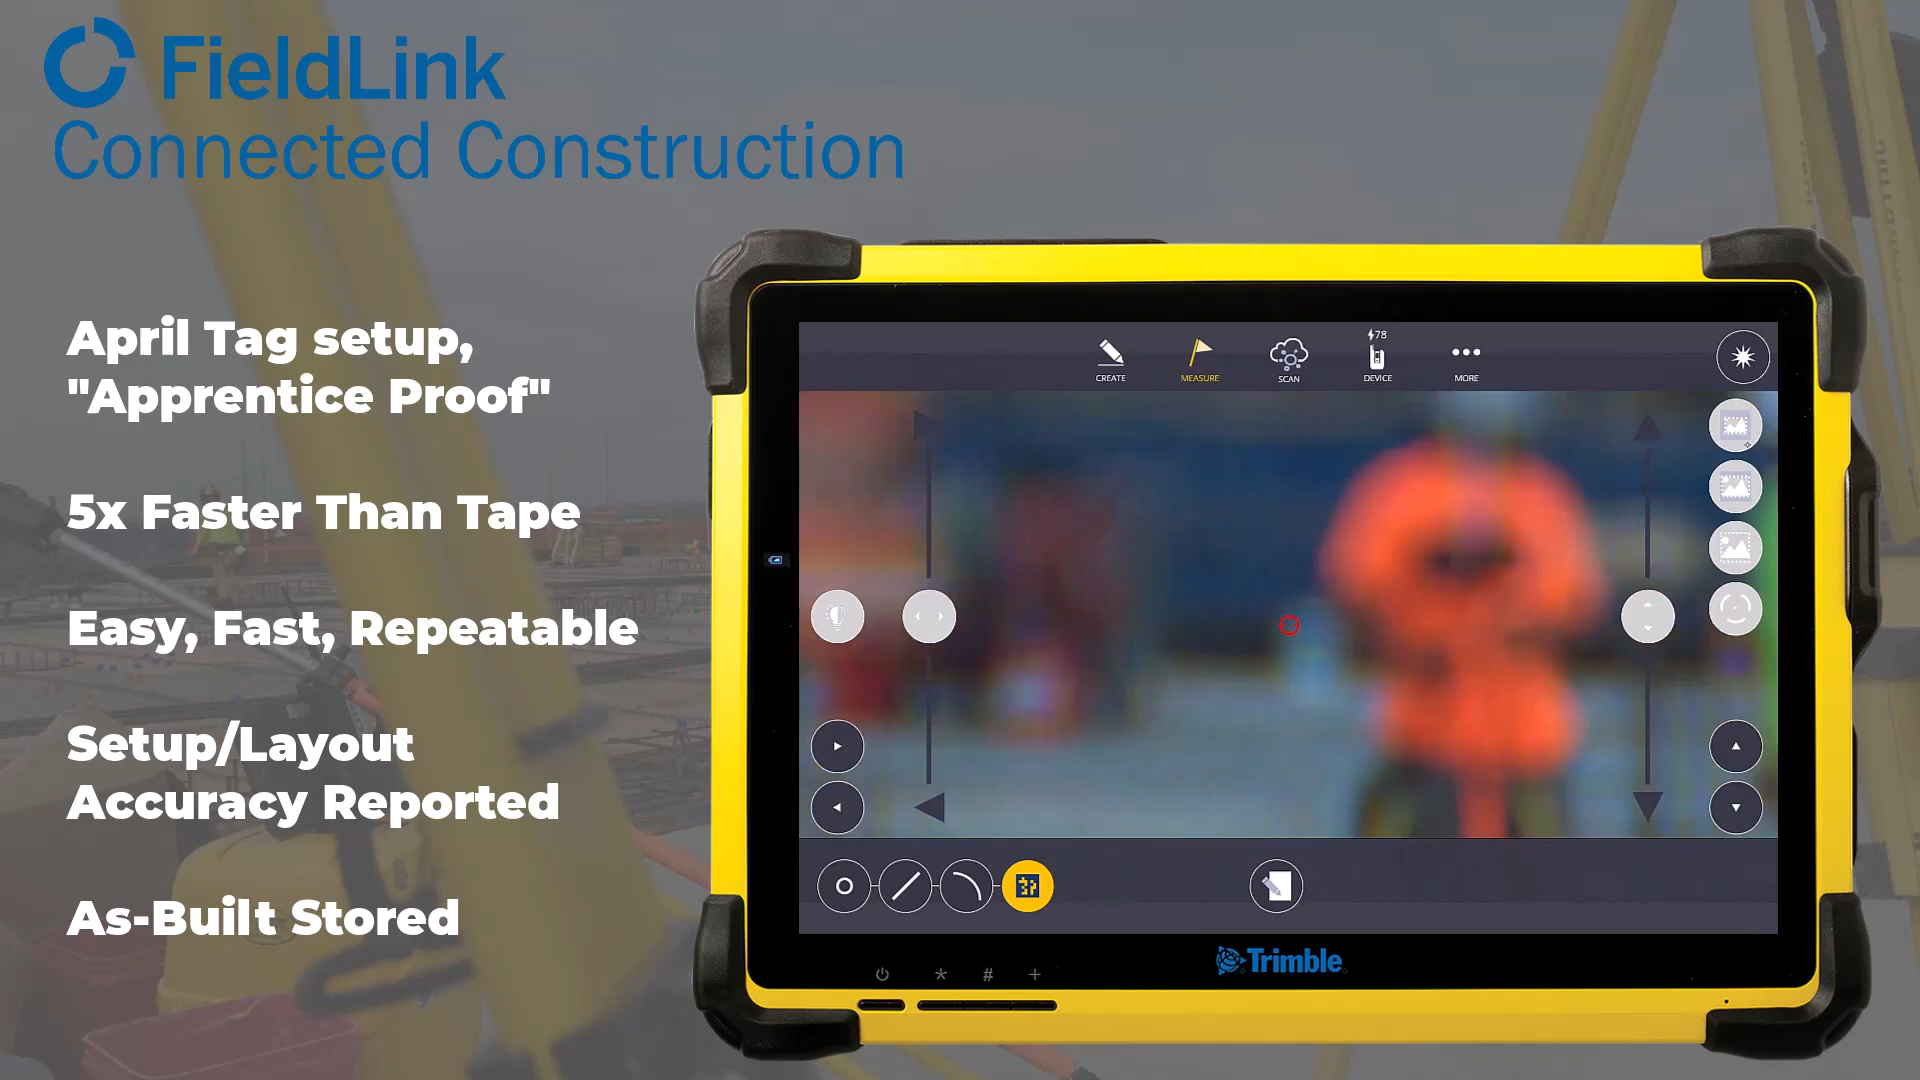 FieldLink
Connected Construction
April Tag setup,
"Apprentice Proof"
5x Faster Than Tape
Easy, Fast, Repeatable
Setup/Layout
Accuracy Reported
As-Built Stored
78
CREATE
MEASURE
SCAN
DEVICE
MORE
Trimble
* # +